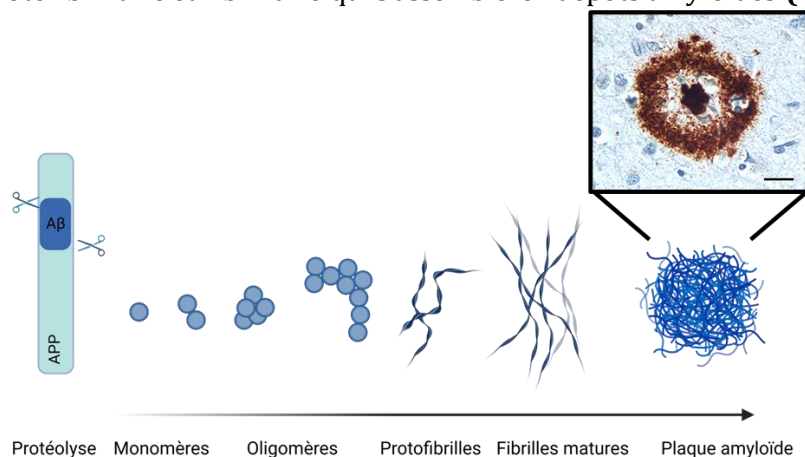 Aβ
APP
Protéolyse Monomères Oligomères Protofibrilles Fibrilles matures Plaque amyloïde